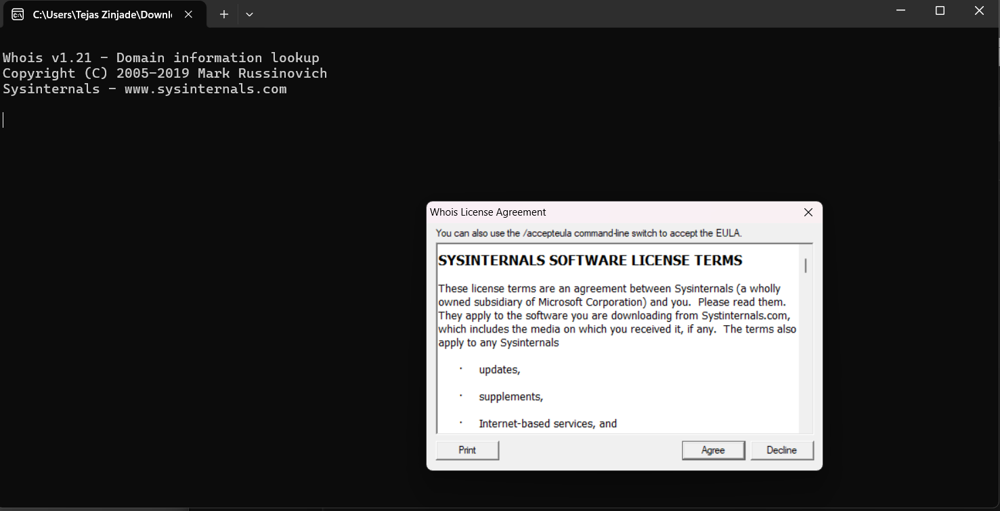 C:\Users\Tejas Zinjade\Downl
Whois v1.21 - Domain information lookup
Copyright (C) 2005-2019 Mark Russinovich
Sysinternals - www.sysinternals.com
Whois License Agreement
You can also use the /accepteula command-line switch to accept the EULA.
SYSINTERNALS SOFTWARE LICENSE TERMS
These license terms are an agreement between Sysinternals (a wholly
owned subsidiary of Microsoft Corporation) and you.  Please read them.
They apply to the software you are downloading from Systinternals.com,
which includes the media on which you received it, if any.  The terms also
apply to any Sysinternals
· updates,
· supplements,
· Internet-based services, and
Print Agree Decline